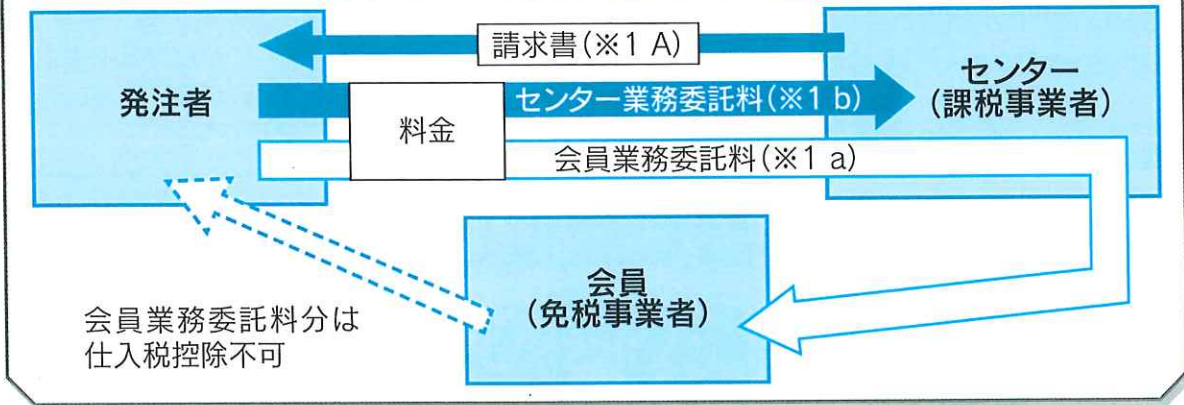 請求書(※1 A)
発注者
センター
(課税事業者)
料金
センター業務委託料(※1 b)
会員業務委託料(※1 a)
会員
(免税事業者)
会員業務委託料分は
仕入税控除不可